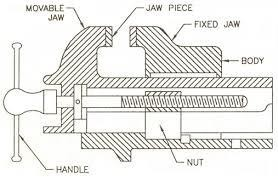 MOVABLE
JAW
JAW PIECE
FIXED JAW
BODY
HANDLE
NUT